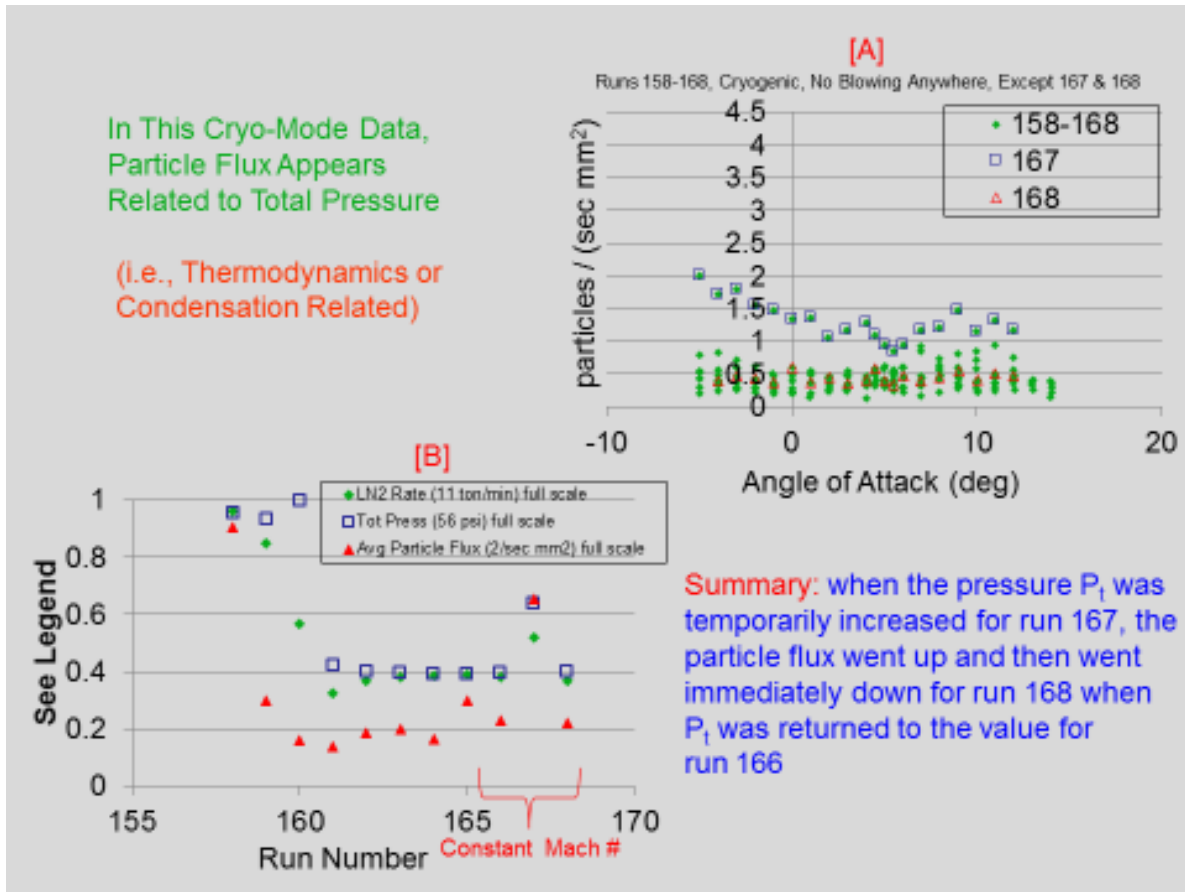 [A]
Runs 158-168, Cryogenic, No Blowing Anywhere, Except 167 & 168
In This Cryo-Mode Data,
Particle Flux Appears
Related to Total Pressure
(i.e., Thermodynamics or
Condensation Related)
particles / (sec mm²)
4.5
4
3.5
3
2.5
2
1.5
1
0.5
0
158-168
167
168
-10
0
10
20
Angle of Attack (deg)
[B]
LN2 Rate (11 ton/min) full scale
Tot Press (56 psi) full scale
Avg Particle Flux (2/sec mm2) full scale
See Legend
1
0.8
0.6
0.4
0.2
0
155
160
165
170
Run Number
Constant Mach #
Summary: when the pressure Pₜ was
temporarily increased for run 167, the
particle flux went up and then went
immediately down for run 168 when
Pₜ was returned to the value for
run 166